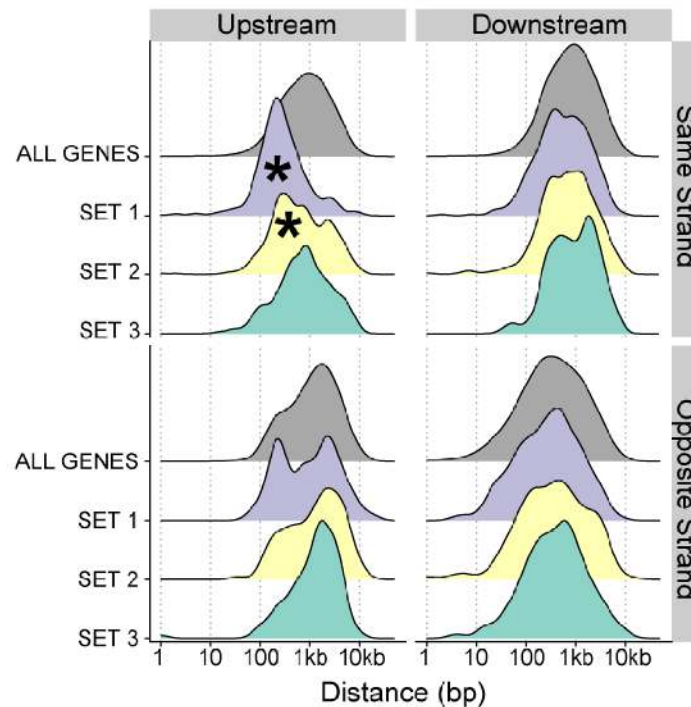 Upstream Downstream
Same Strand
ALL GENES
*
SET 1
*
SET 2
SET 3
Opposite Strand
ALL GENES
SET 1
SET 2
SET 3
1 10 100 1kb 10kb 1 10 100 1kb 10kb
Distance (bp)